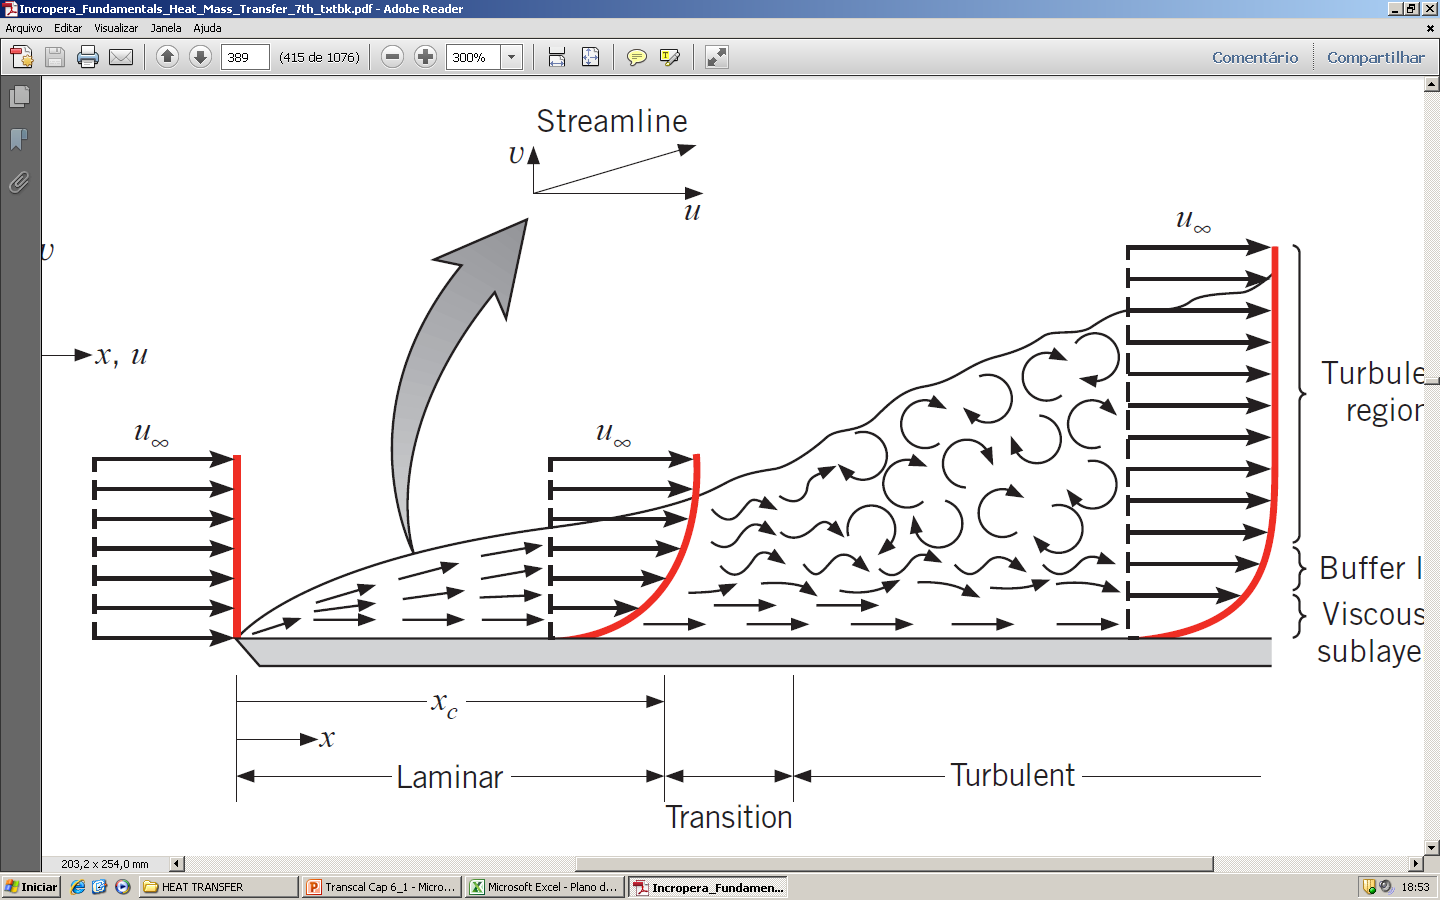 Incropera_Fundamentals_Heat_Mass_Transfer_7th_txtbk.pdf - Adobe Reader
Arquivo Editar Visualizar Janela Ajuda
389 (415 de 1076) 300% Comentário Compartilhar
Streamline
v
u
u∞
v
x, u
Turbule
region
u∞
u∞
Buffer l
Viscous
sublaye
xc
x
Laminar
Turbulent
Transition
203,2 x 254,0 mm
Iniciar HEAT TRANSFER Transcal Cap 6_1 - Micro... Microsoft Excel - Plano d... Incropera_Fundamen... 18:53